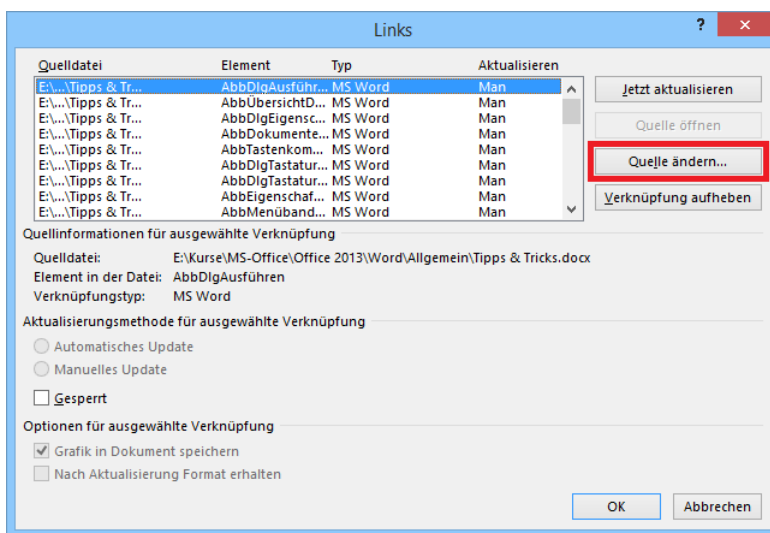 Links
?
Quelldatei Element Typ Aktualisieren
E:\...\Tipps & Tr... AbbDlgAusführ... MS Word Man
E:\...\Tipps & Tr... AbbÜbersichtD... MS Word Man
E:\...\Tipps & Tr... AbbDlgEigensc... MS Word Man
E:\...\Tipps & Tr... AbbDokumente... MS Word Man
E:\...\Tipps & Tr... AbbTastenkom... MS Word Man
E:\...\Tipps & Tr... AbbDlgTastatur... MS Word Man
E:\...\Tipps & Tr... AbbDlgTastatur... MS Word Man
E:\...\Tipps & Tr... AbbEigenschaf... MS Word Man
E:\...\Tipps & Tr... AbbMenüband... MS Word Man
Jetzt aktualisieren
Quelle öffnen
Quelle ändern...
Verknüpfung aufheben
Quellinformationen für ausgewählte Verknüpfung
Quelldatei: E:\Kurse\MS-Office\Office 2013\Word\Allgemein\Tipps & Tricks.docx
Element in der Datei: AbbDlgAusführen
Verknüpfungstyp: MS Word
Aktualisierungsmethode für ausgewählte Verknüpfung
Automatisches Update
Manuelles Update
Gesperrt
Optionen für ausgewählte Verknüpfung
Grafik in Dokument speichern
Nach Aktualisierung Format erhalten
OK Abbrechen